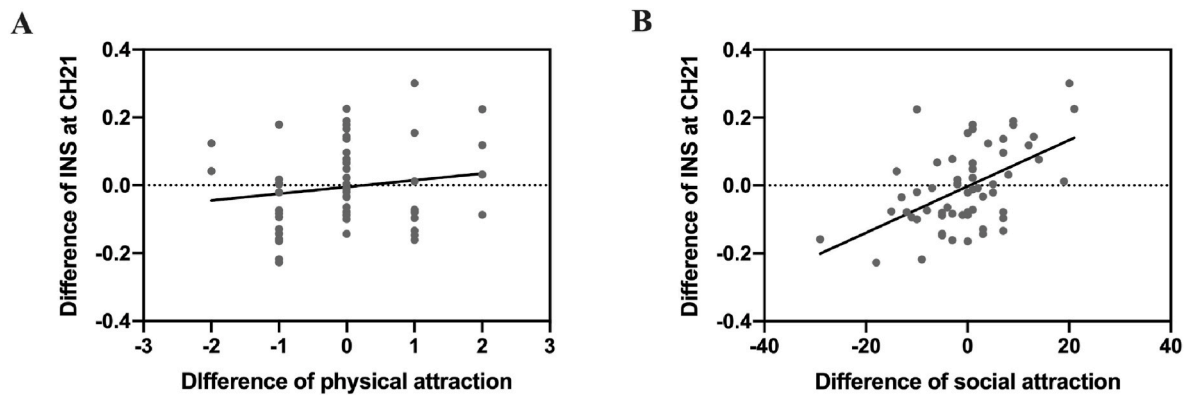 A
B
Difference of INS at CH21
0.4
0.2
0.0
-0.2
-0.4
-3 -2 -1 0 1 2 3
DIfference of physical attraction
Difference of INS at CH21
0.4
0.2
0.0
-0.2
-0.4
-40 -20 0 20 40
Difference of social attraction